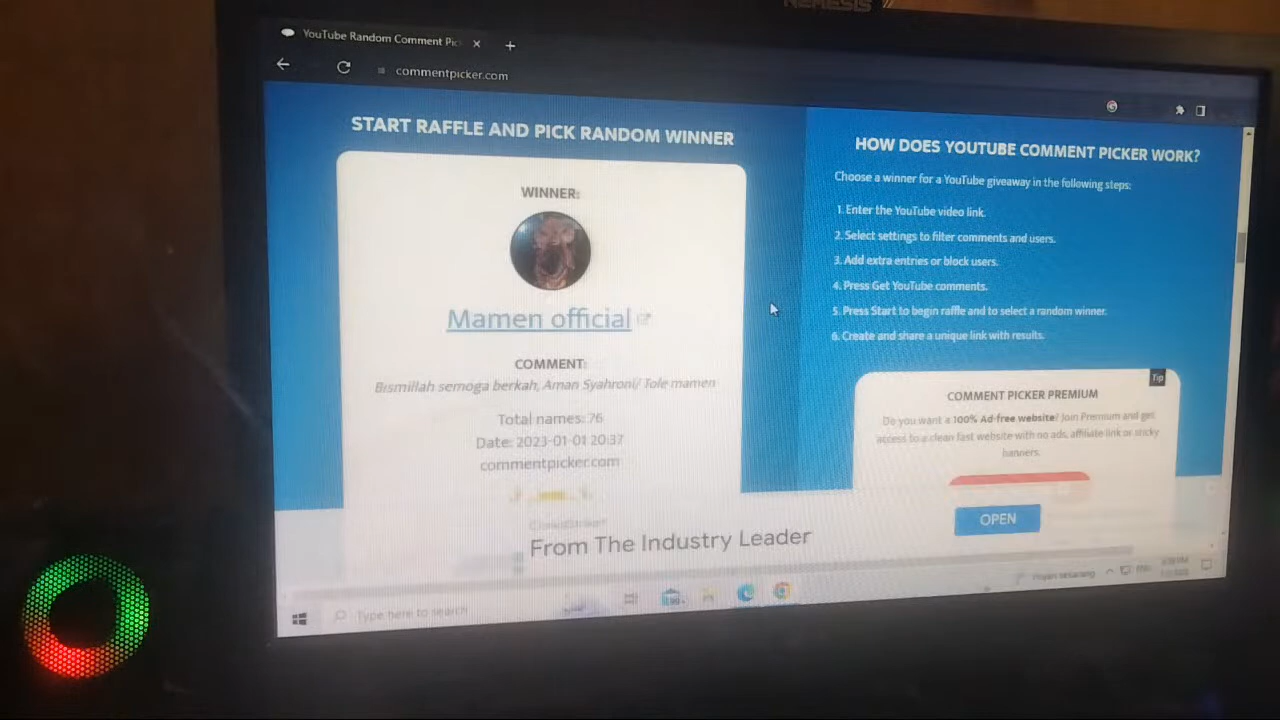 NEMESIS
YouTube Random Comment Pic
commentpicker.com
START RAFFLE AND PICK RANDOM WINNER
WINNER:
Mamen official
COMMENT:
Bismillah semoga berkah, Aman Syahroni/ Tole mamen
Total names: 76
Date: 2023-01-01 20:37
commentpicker.com
HOW DOES YOUTUBE COMMENT PICKER WORK?
Choose a winner for a YouTube giveaway in the following steps:
1. Enter the YouTube video link.
2. Select settings to filter comments and users.
3. Add extra entries or block users.
4. Press Get YouTube comments.
5. Press Start to begin raffle and to select a random winner.
6. Create and share a unique link with results.
Tip
COMMENT PICKER PREMIUM
Do you want a 100% Ad-free website? Join Premium and get
access to a clean fast website with no ads, affiliate link or sticky
banners.
CrowdStrike®
From The Industry Leader
OPEN
Type here to search
ENG